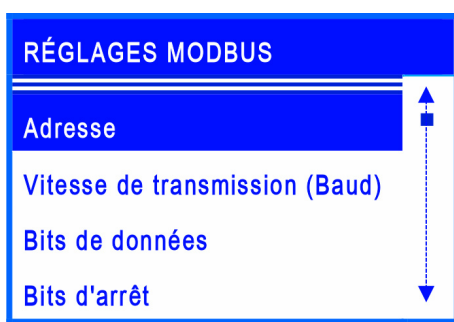 RÉGLAGES MODBUS
Adresse
Vitesse de transmission (Baud)
Bits de données
Bits d'arrêt